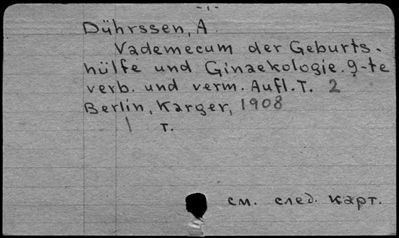 -1-
Dührssen, A
Vademecum der Geburts-
hülfe und Ginaekologie. 9-te
verb. und verm. Aufl. T. 2
Berlin, Karger, 1908
1 т.
см. след. карт.